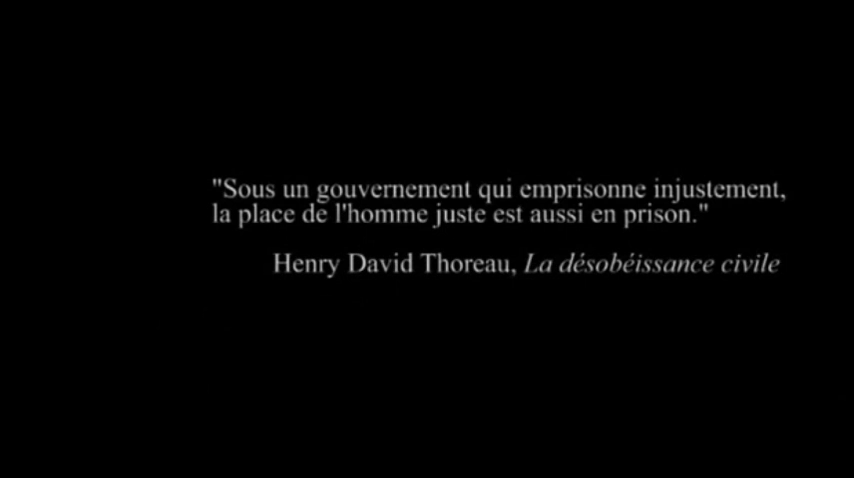 "Sous un gouvernement qui emprisonne injustement,
la place de l'homme juste est aussi en prison."
Henry David Thoreau, La désobéissance civile